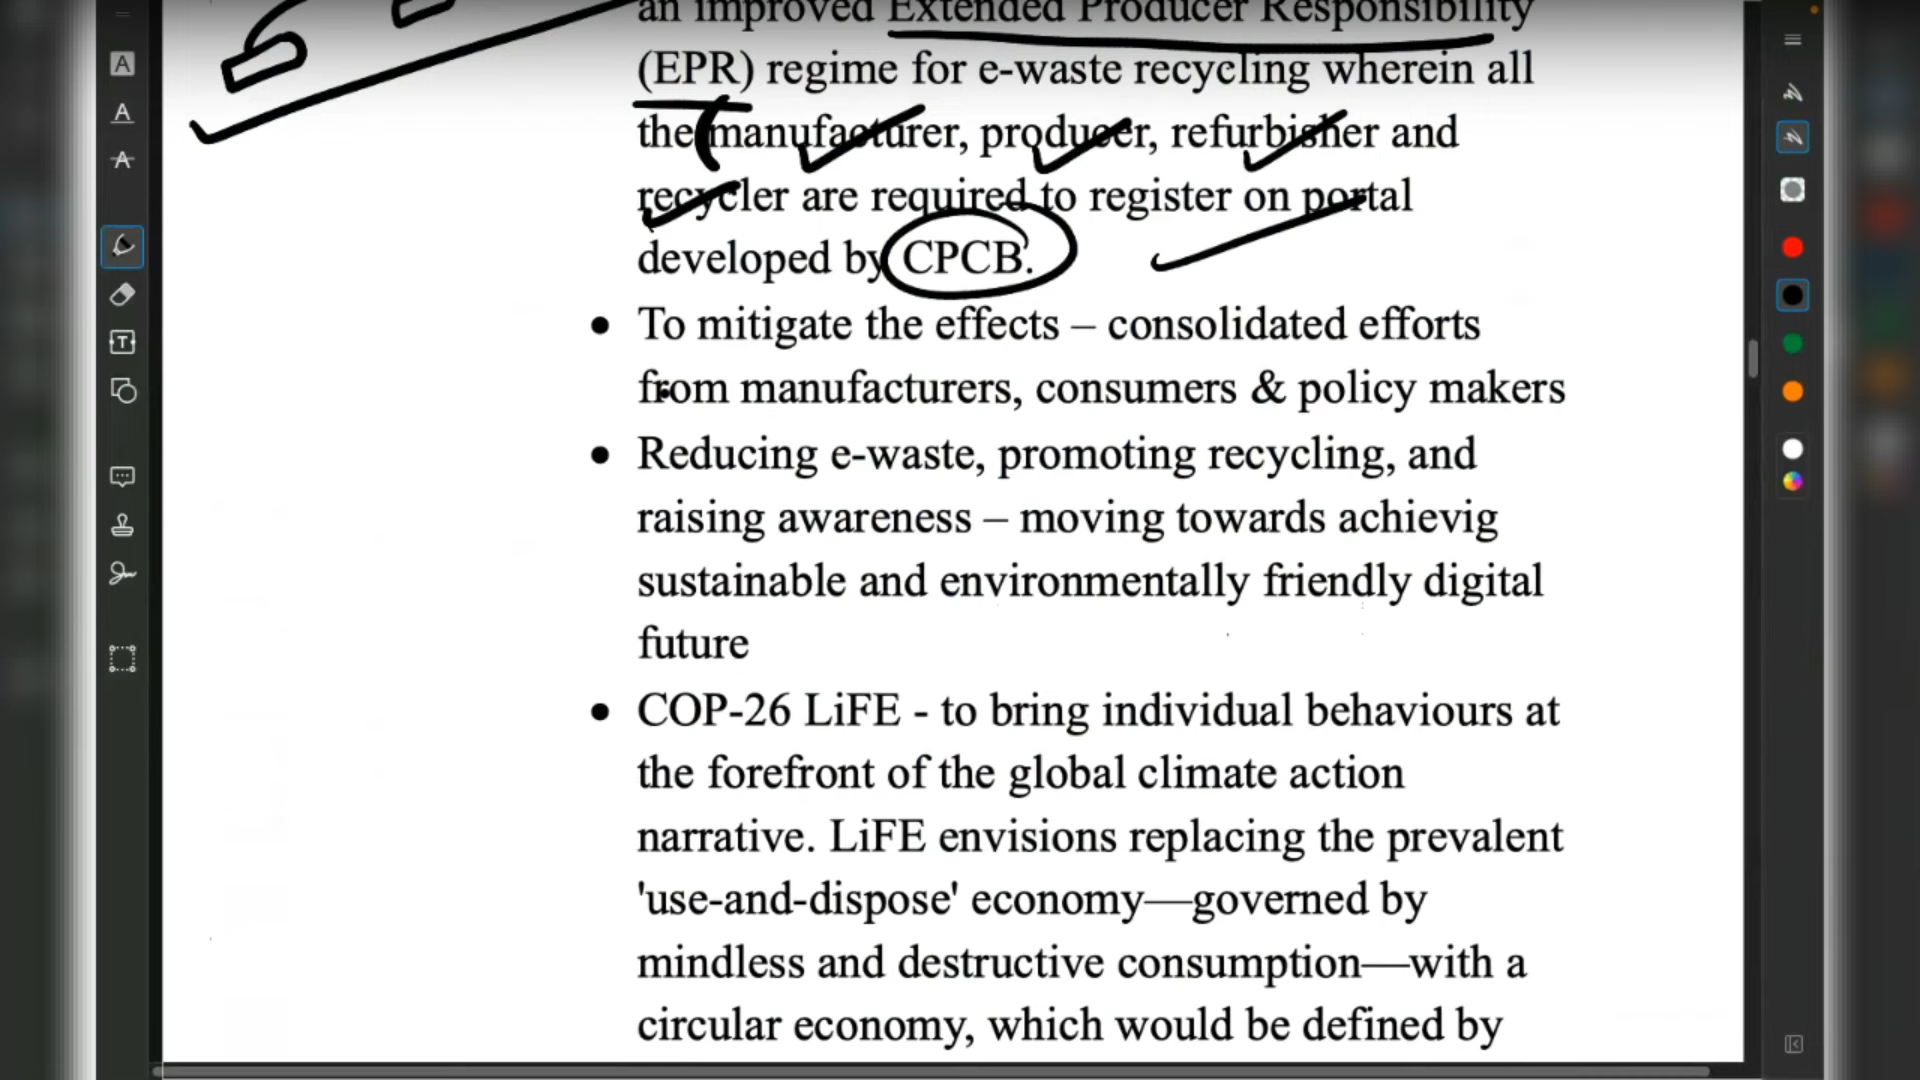 an improved Extended Producer Responsibility
(EPR) regime for e-waste recycling wherein all
the manufacturer, producer, refurbisher and
recycler are required to register on portal
developed by CPCB.
• To mitigate the effects – consolidated efforts
from manufacturers, consumers & policy makers
• Reducing e-waste, promoting recycling, and
raising awareness – moving towards achievig
sustainable and environmentally friendly digital
future
• COP-26 LiFE - to bring individual behaviours at
the forefront of the global climate action
narrative. LiFE envisions replacing the prevalent
'use-and-dispose' economy—governed by
mindless and destructive consumption—with a
circular economy, which would be defined by